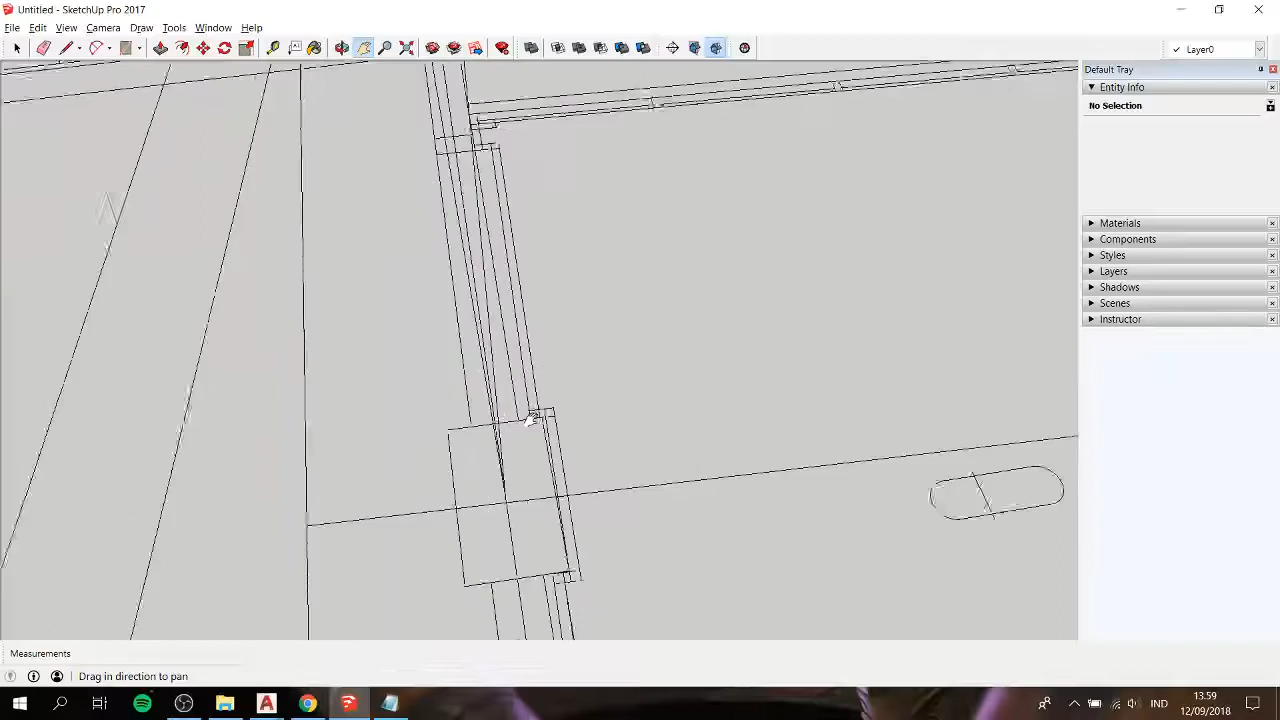 Untitled - SketchUp Pro 2017
File Edit View Camera Draw Tools Window Help
Layer0
Default Tray
Entity Info
No Selection
Materials
Components
Styles
Layers
Shadows
Scenes
Instructor
Measurements
Drag in direction to pan
IND
13.59
12/09/2018